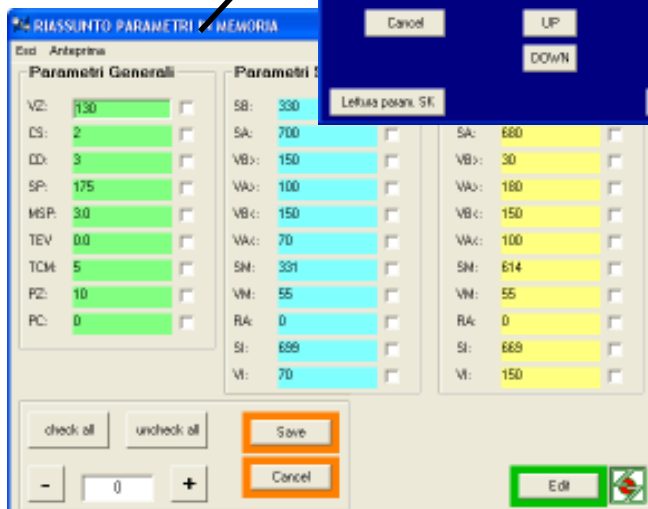 Cancel UP
DOWN
Lettura param. SK
RIASSUNTO PARAMETRI IN MEMORIA
Esci Anteprima
Parametri Generali Parametri S
VZ: 130 SB: 330
CS: 2 SA: 700 SA: 680
CD: 3 VB>: 150 VB>: 30
SP: 175 VA>: 100 VA>: 180
MSP: 3.0 VB<: 150 VB<: 150
TEV 0.0 VA<: 70 VA<: 100
TCM: 5 SM: 331 SM: 614
PZ: 10 VM: 55 VM: 55
PC: 0 RA: 0 RA: 0
SI: 699 SI: 669
VI: 70 VI: 150
check all uncheck all Save
- 0 + Cancel Edit